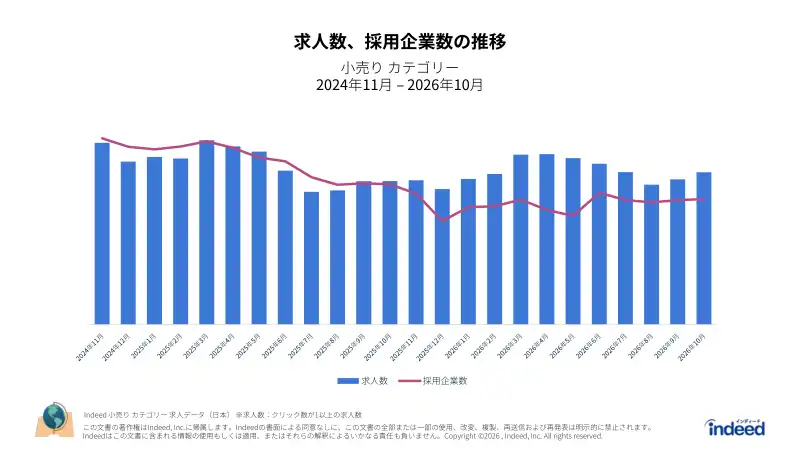 求人数、採用企業数の推移
小売り カテゴリー
2024年11月 – 2026年10月
2024年11月
2024年12月
2025年1月
2025年2月
2025年3月
2025年4月
2025年5月
2025年6月
2025年7月
2025年8月
2025年9月
2025年10月
2025年11月
2025年12月
2026年1月
2026年2月
2026年3月
2026年4月
2026年5月
2026年6月
2026年7月
2026年8月
2026年9月
2026年10月
求人数 採用企業数
Indeed 小売り カテゴリー 求人データ（日本） ※求人数：クリック数が1以上の求人数
この文書の著作権はIndeed, Inc.に帰属します。Indeedの書面による同意なしに、この文書の全部または一部の使用、改変、複製、再送信および再発表は明示的に禁止されます。
Indeedはこの文書に含まれる情報の使用もしくは適用、またはそれらの解釈によるいかなる責任も負いません。Copyright ©2026 , Indeed, Inc. All rights reserved.
インディード
indeed